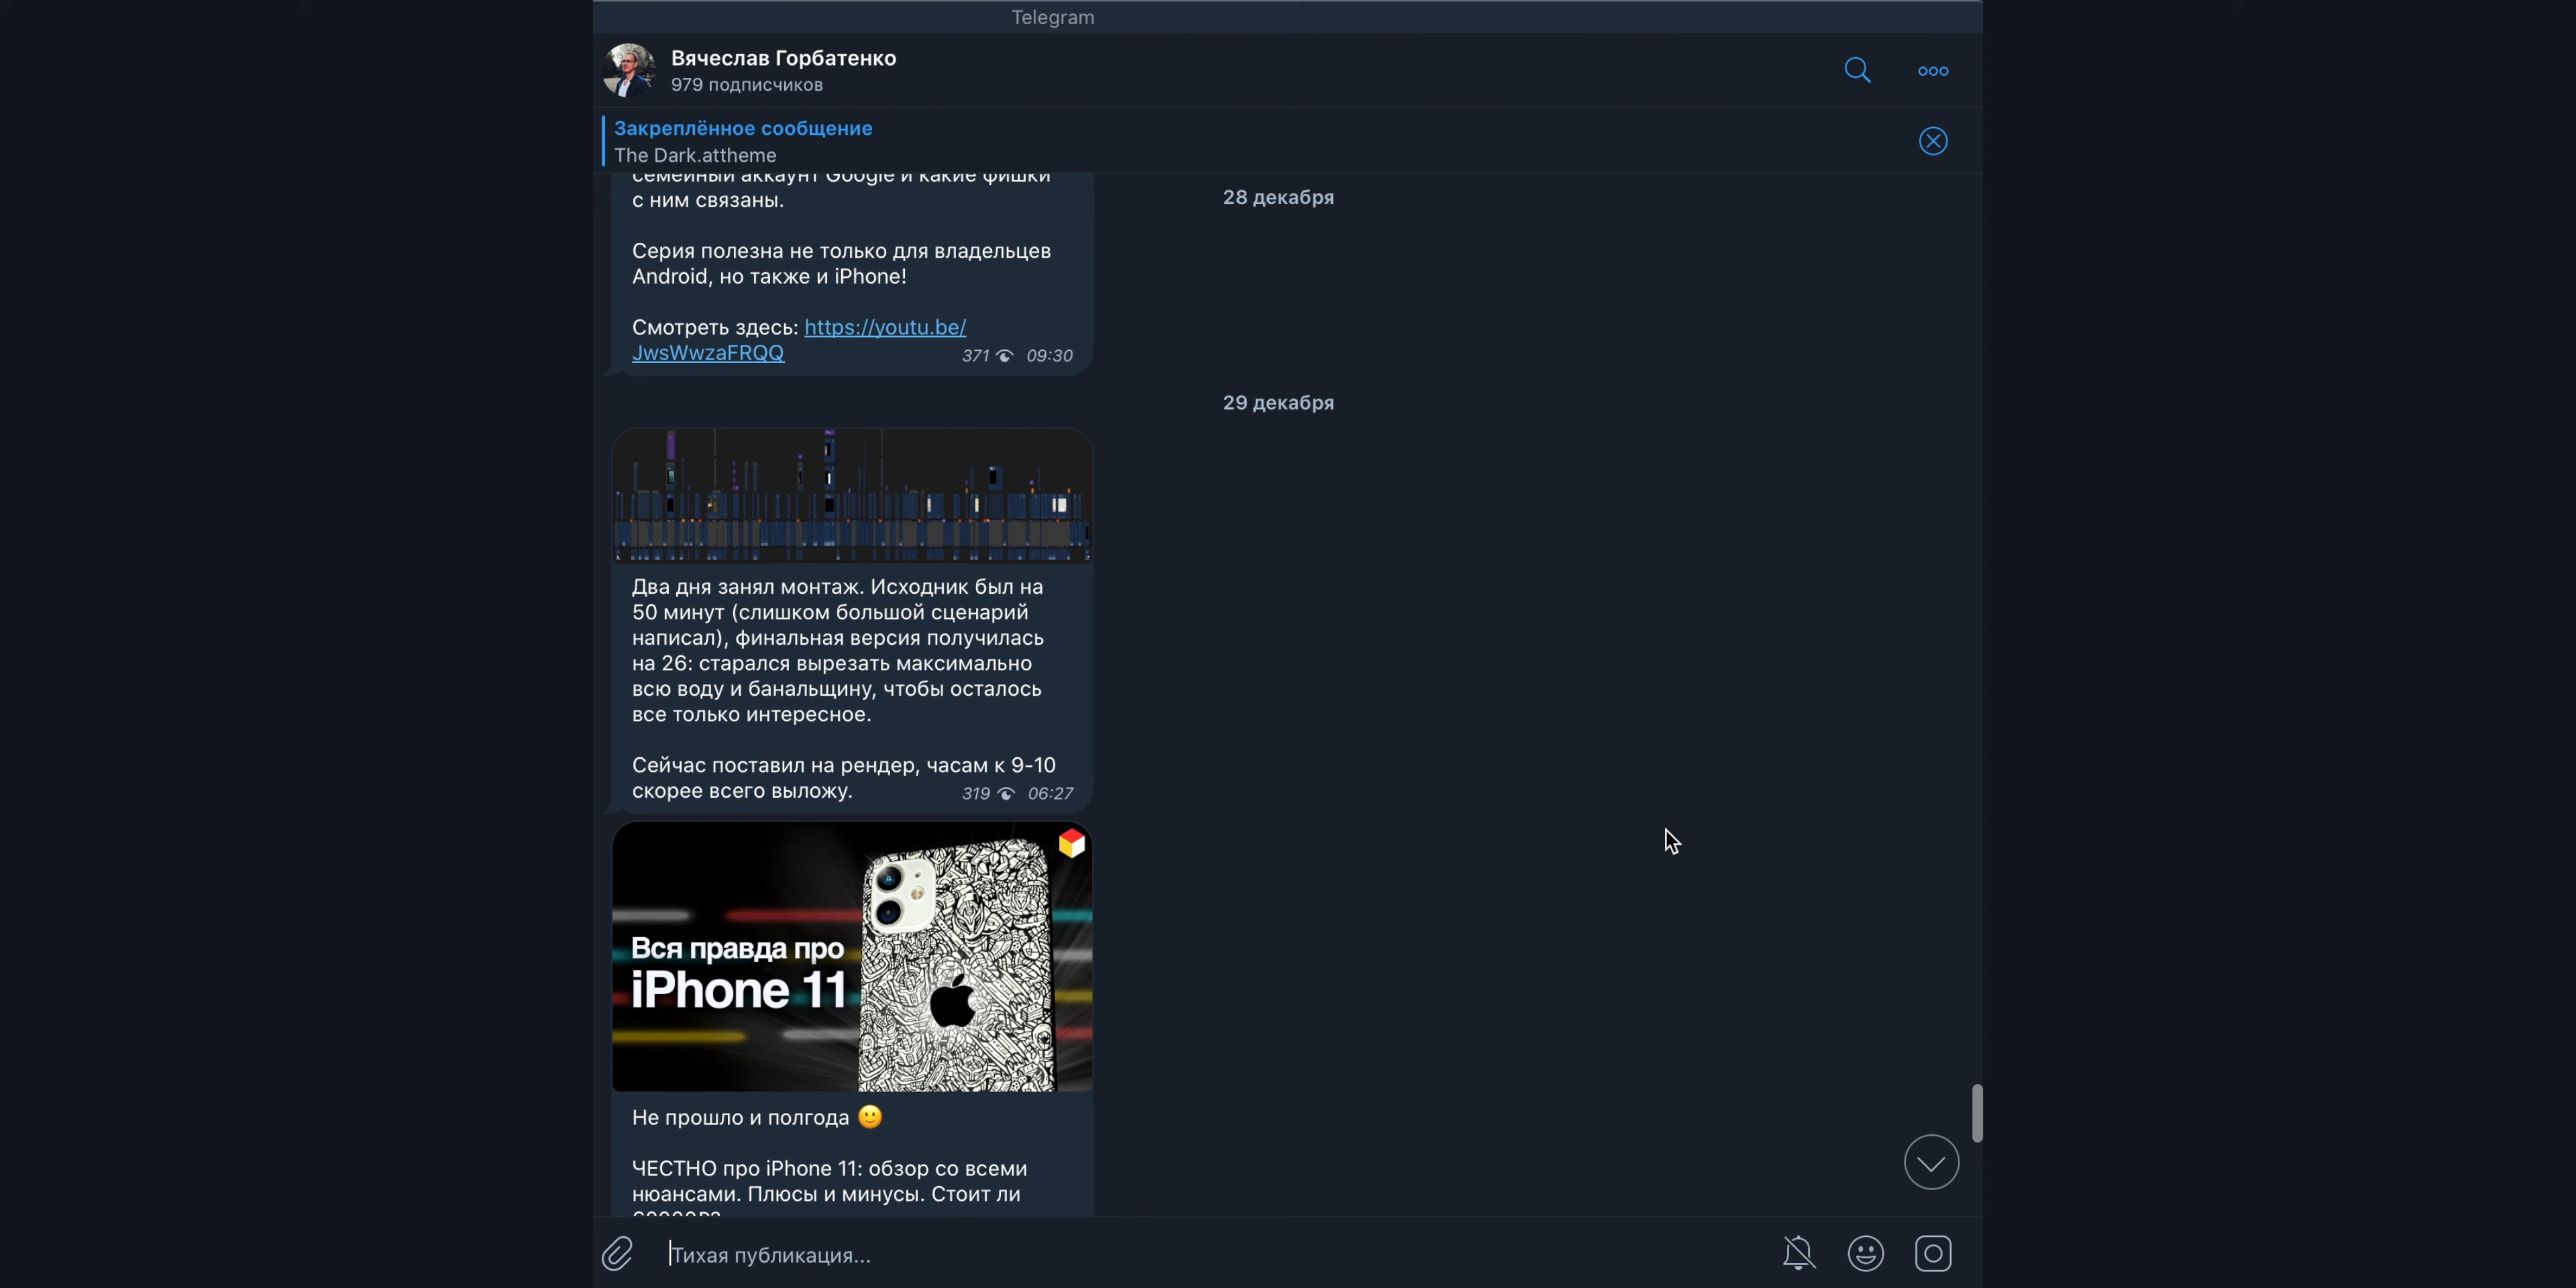 Telegram
Вячеслав Горбатенко
979 подписчиков
Закреплённое сообщение
The Dark.attheme
28 декабря
семейный аккаунт Google и какие фишки
с ним связаны.
Серия полезна не только для владельцев
Android, но также и iPhone!
Смотреть здесь: https://youtu.be/
JwsWwzaFRQQ
371 09:30
29 декабря
Два дня занял монтаж. Исходник был на
50 минут (слишком большой сценарий
написал), финальная версия получилась
на 26: старался вырезать максимально
всю воду и банальщину, чтобы осталось
все только интересное.
Сейчас поставил на рендер, часам к 9-10
скорее всего выложу.
319 06:27
Вся правда про
iPhone 11
Не прошло и полгода 🙂
ЧЕСТНО про iPhone 11: обзор со всеми
нюансами. Плюсы и минусы. Стоит ли
Тихая публикация...